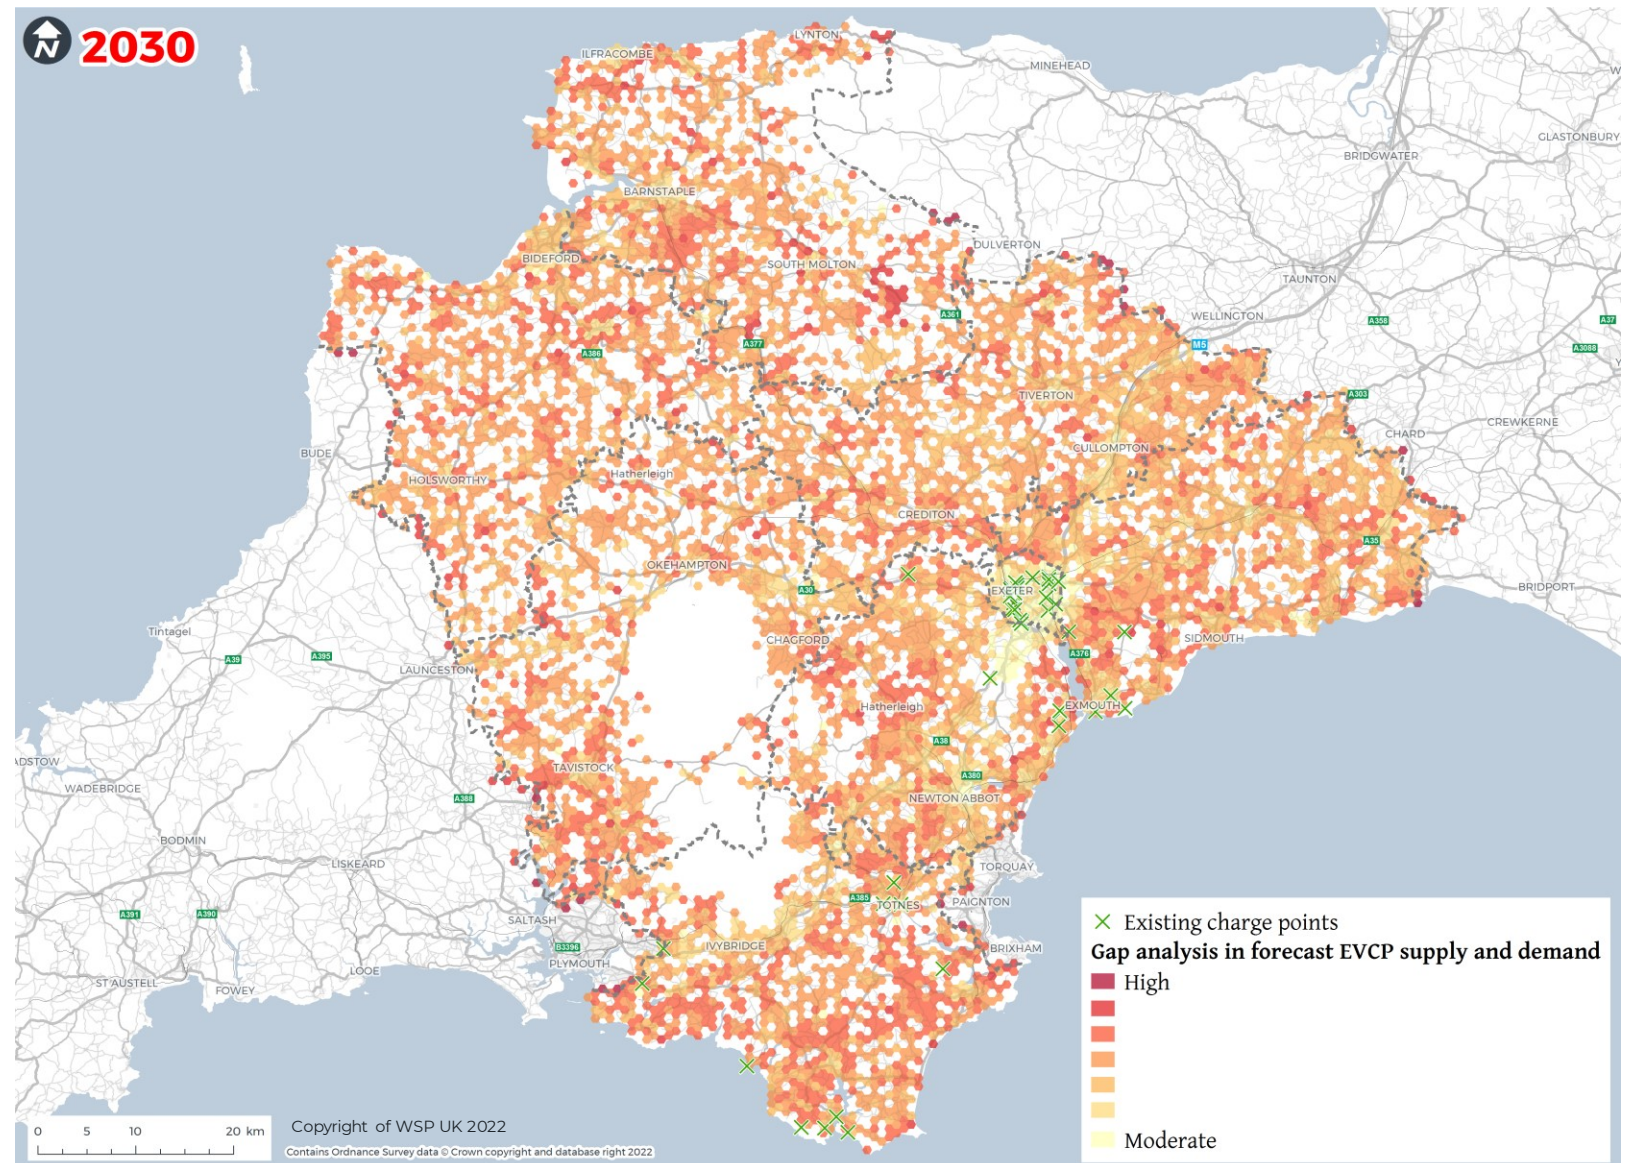 N
2030
LYNTON
ILFRACOMBE
MINEHEAD
GLASTONBURY
BRIDGWATER
BARNSTAPLE
DULVERTON
BIDEFORD
SOUTH MOLTON
TAUNTON
A361
WELLINGTON
A358
A37
A386
A377
M5
A3088
TIVERTON
A303
CREWKERNE
CHARD
BUDE
CULLOMPTON
HOLSWORTHY
Hatherleigh
CREDITON
A35
OKEHAMPTON
A30
EXETER
BRIDPORT
Tintagel
CHAGFORD
SIDMOUTH
A39
A395
A376
LAUNCESTON
Hatherleigh
EXMOUTH
A38
ADSTOW
TAVISTOCK
A380
WADEBRIDGE
A388
NEWTON ABBOT
BODMIN
LISKEARD
TORQUAY
A385
A391
A390
SALTASH
TOTNES
PAIGNTON
B3396
IVYBRIDGE
BRIXHAM
PLYMOUTH
LOOE
ST AUSTELL
FOWEY
Existing charge points
Gap analysis in forecast EVCP supply and demand
High
Moderate
0 5 10 20 km
Copyright of WSP UK 2022
Contains Ordnance Survey data © Crown copyright and database right 2022